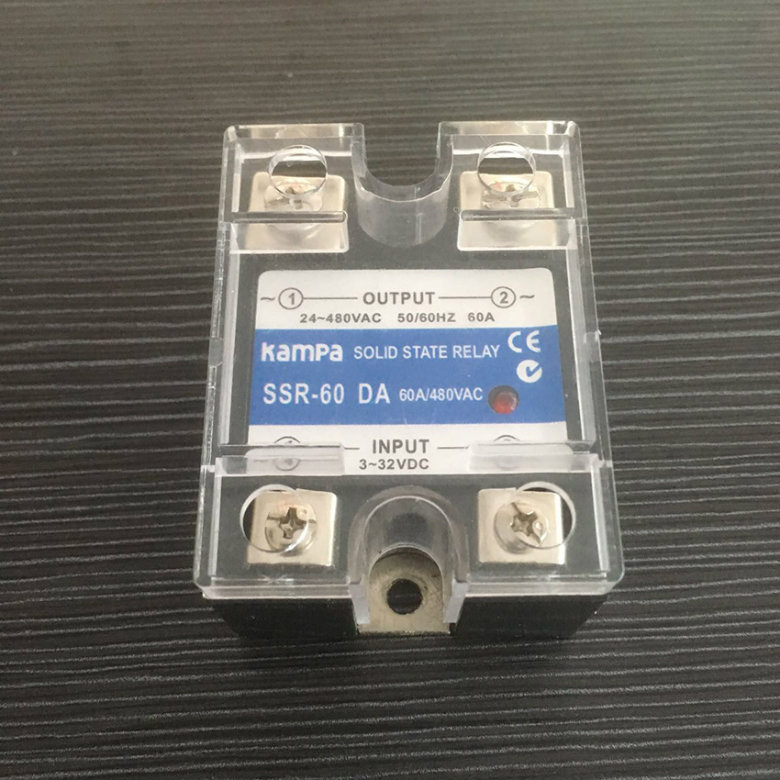 ~ 1 OUTPUT 2 ~
24~480VAC 50/60HZ 60A
Kampa SOLID STATE RELAY CE
SSR-60 DA 60A/480VAC
4 INPUT
3~32VDC